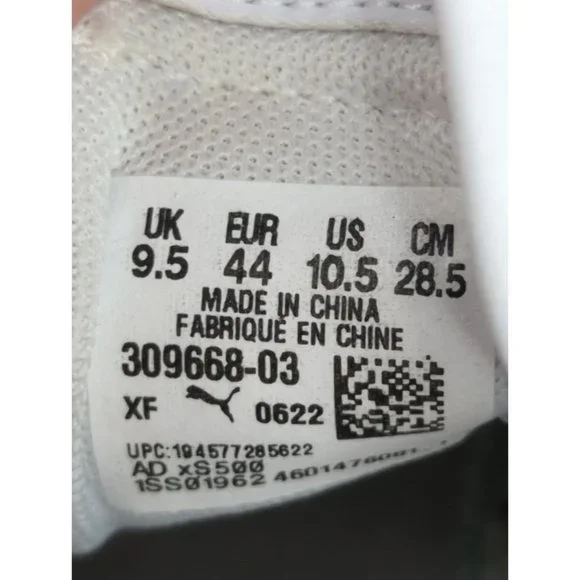 UK EUR US CM
9.5 44 10.5 28.5
MADE IN CHINA
FABRIQUÉ EN CHINE
309668-03
XF 0622
UPC:194577285622
AD xS500
1SS01962